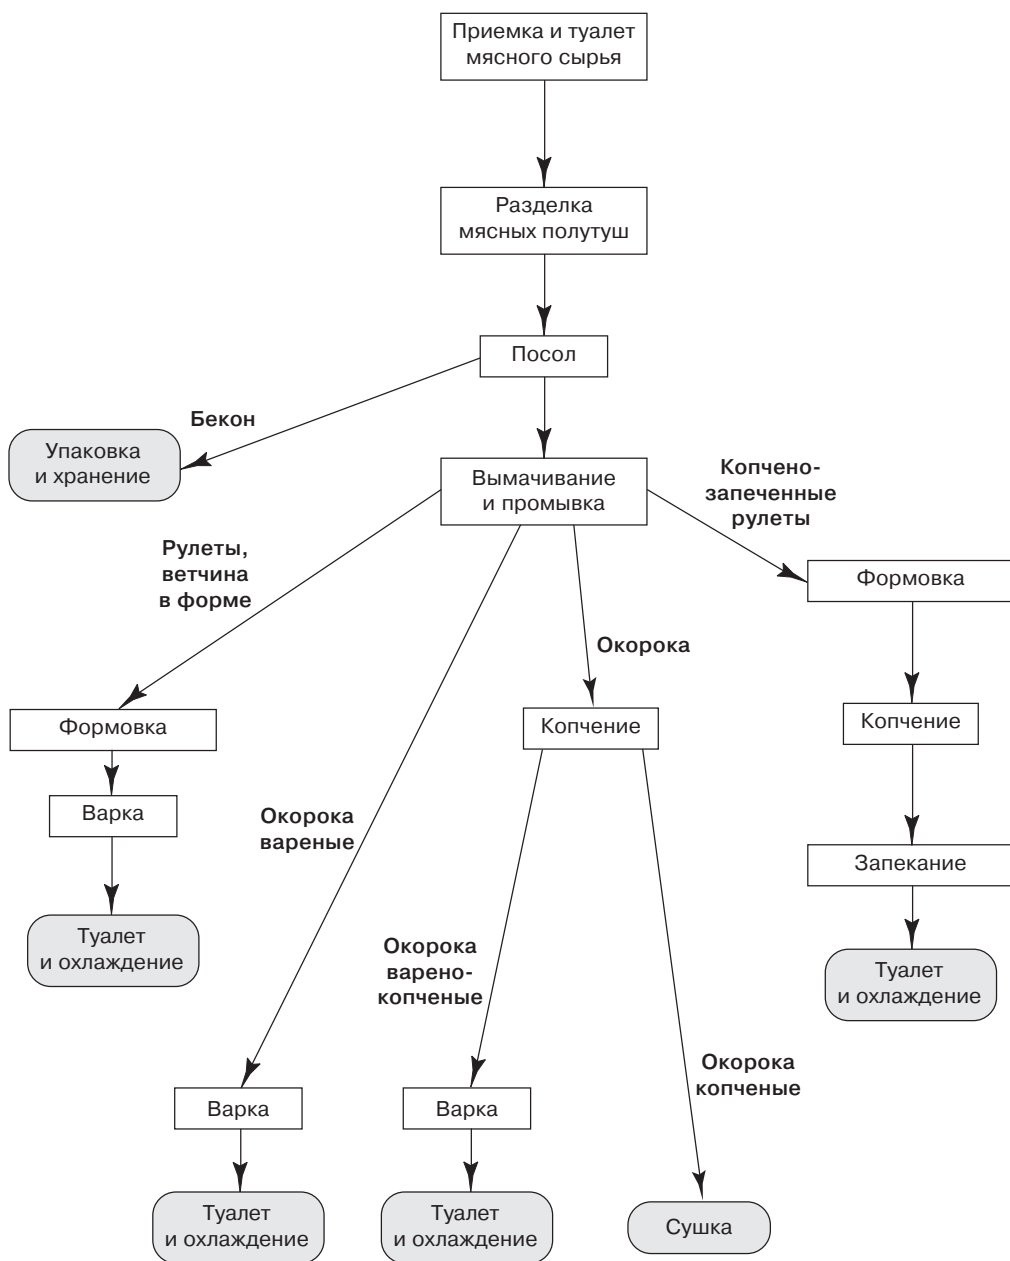 Приемка и туалет
мясного сырья
Разделка
мясных полутуш
Посол
Бекон
Упаковка
и хранение
Вымачивание
и промывка
Копчено-
запеченные
рулеты
Рулеты,
ветчина
в форме
Формовка
Окорока
Формовка
Копчение
Копчение
Варка
Окорока
вареные
Запекание
Туалет
и охлаждение
Окорока
варено-
копченые
Туалет
и охлаждение
Окорока
копченые
Варка
Варка
Туалет
и охлаждение
Туалет
и охлаждение
Сушка